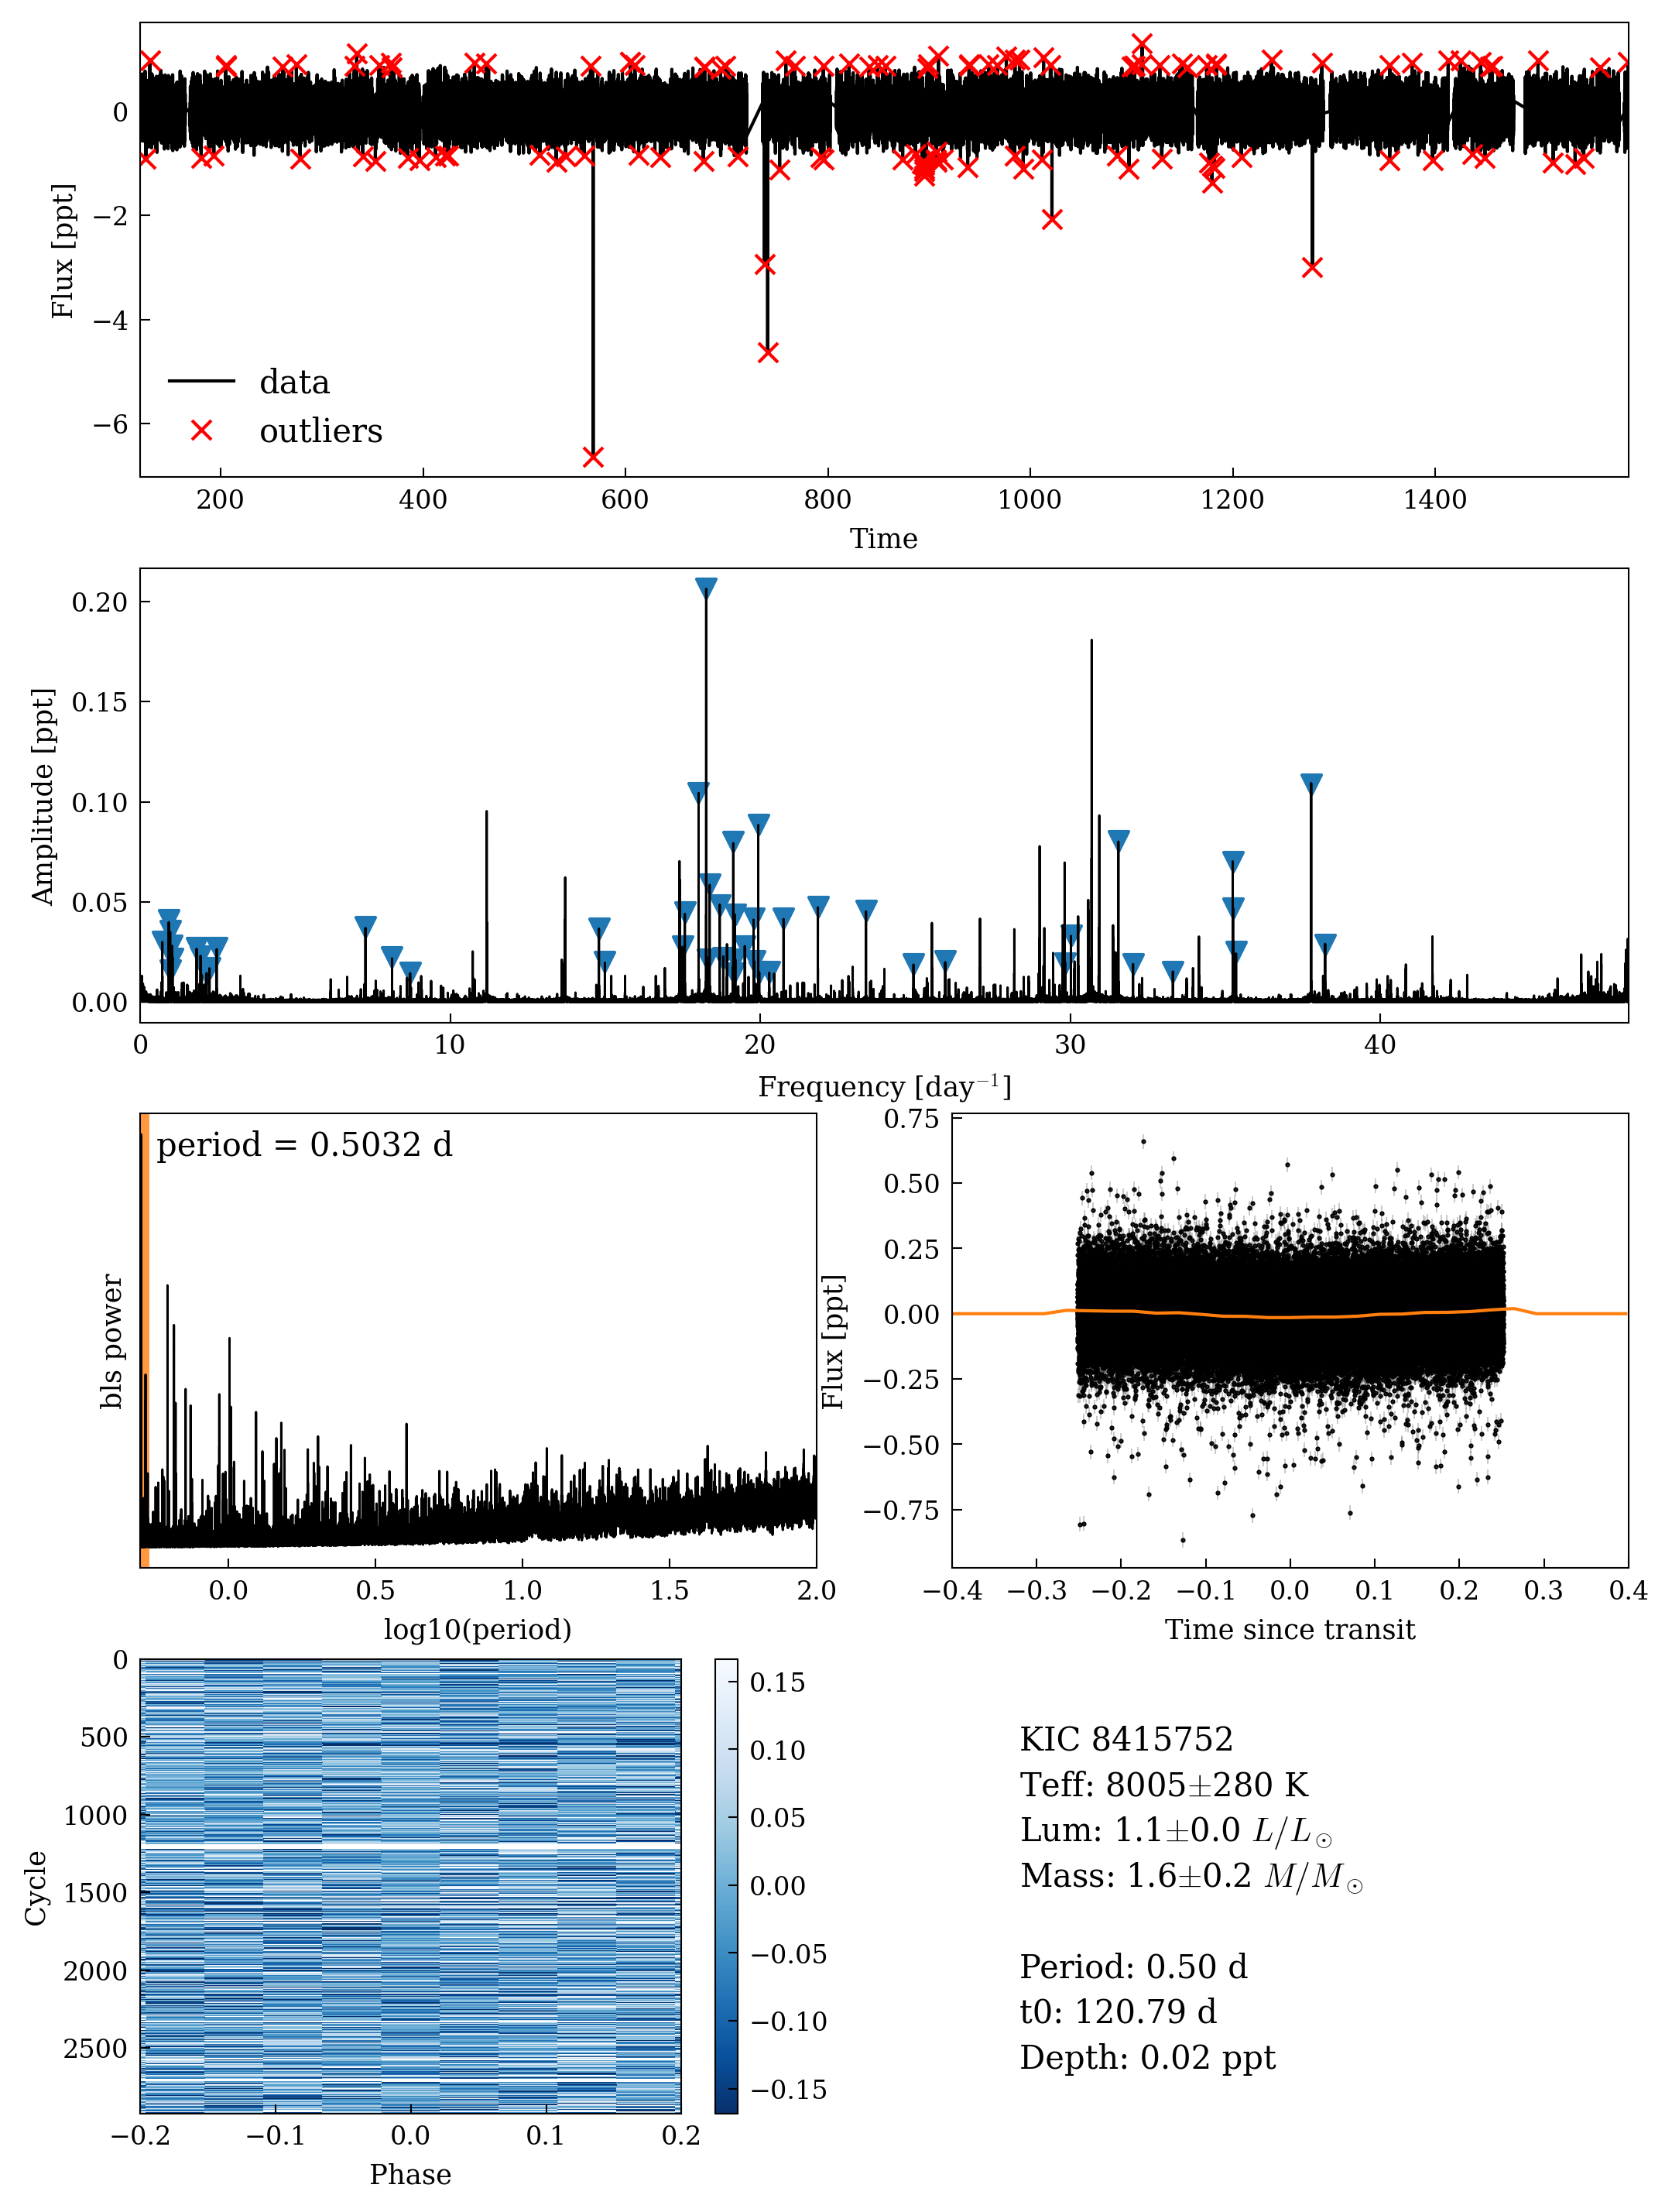 0
−2
−4
−6
Flux [ppt]
data
outliers
200 400 600 800 1000 1200 1400
Time
0.20
0.15
0.10
0.05
0.00
Amplitude [ppt]
0 10 20 30 40
Frequency [day⁻¹]
period = 0.5032 d
bls power
0.0 0.5 1.0 1.5 2.0
log10(period)
0.75
0.50
0.25
0.00
−0.25
−0.50
−0.75
Flux [ppt]
−0.4 −0.3 −0.2 −0.1 0.0 0.1 0.2 0.3 0.4
Time since transit
0
500
1000
1500
2000
2500
Cycle
−0.2 −0.1 0.0 0.1 0.2
Phase
0.15
0.10
0.05
0.00
−0.05
−0.10
−0.15
KIC 8415752
Teff: 8005±280 K
Lum: 1.1±0.0 L/L⊙
Mass: 1.6±0.2 M/M⊙
Period: 0.50 d
t0: 120.79 d
Depth: 0.02 ppt